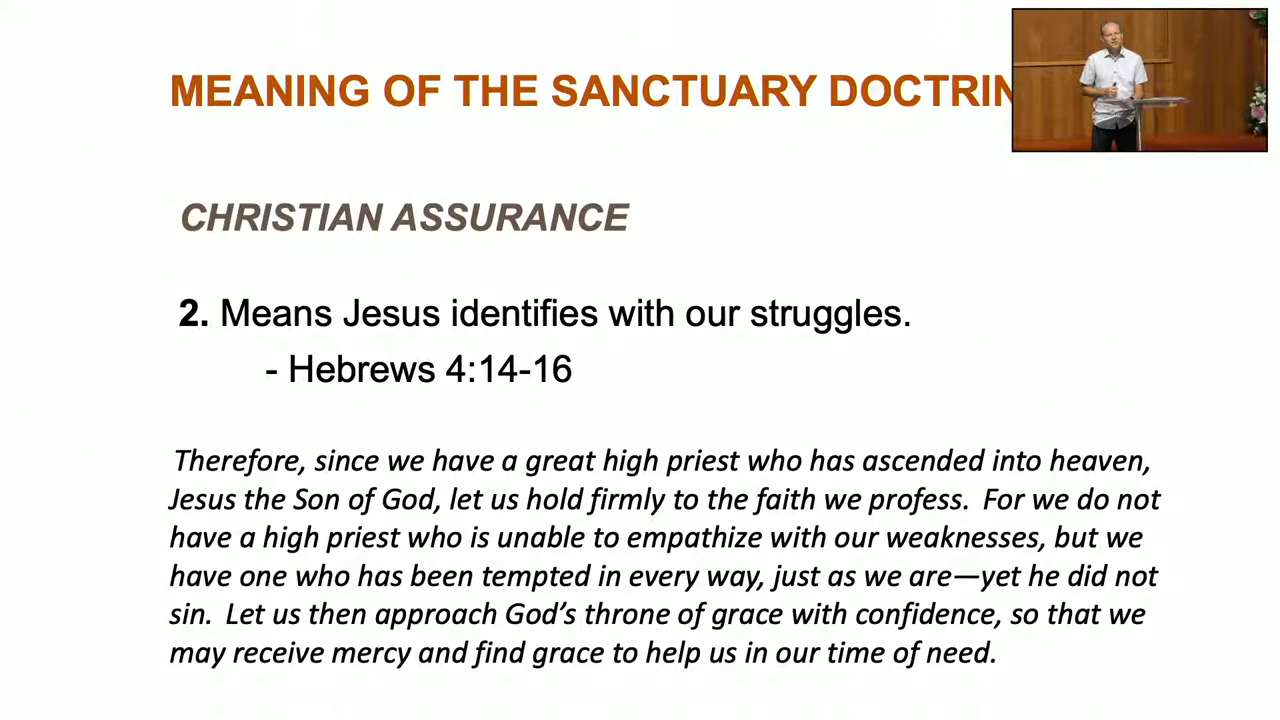 MEANING OF THE SANCTUARY
CHRISTIAN ASSURANCE
2. Means Jesus identifies with our struggles.
- Hebrews 4:14-16
Therefore, since we have a great high priest who has ascended into heaven,
Jesus the Son of God, let us hold firmly to the faith we profess. For we do not
have a high priest who is unable to empathize with our weaknesses, but we
have one who has been tempted in every way, just as we are—yet he did not
sin. Let us then approach God’s throne of grace with confidence, so that we
may receive mercy and find grace to help us in our time of need.